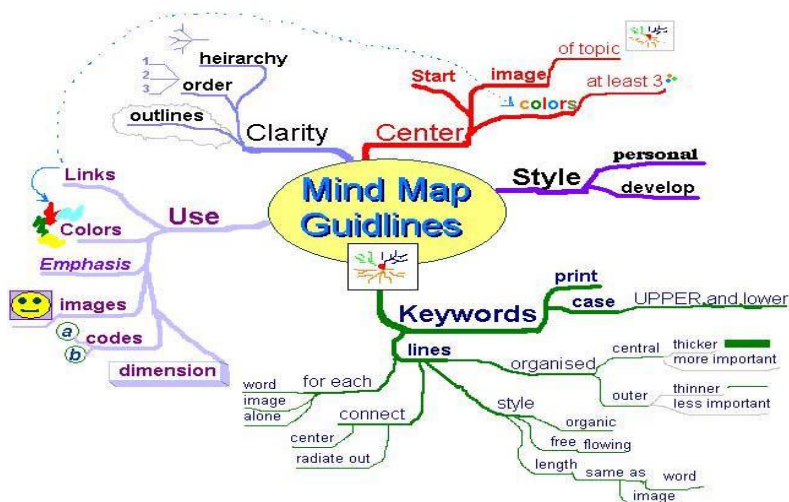 Mind Map
Guidlines
Center
Start
image
of topic
colors
at least 3
Style
personal
develop
Keywords
print
case
UPPER and lower
lines
organised
central
thicker
more important
outer
thinner
less important
style
organic
free flowing
length
same as
word
image
connect
center
radiate out
for each
word
image
alone
Use
Links
Colors
Emphasis
images
codes
a
b
dimension
Clarity
heirarchy
order
1
2
3
outlines